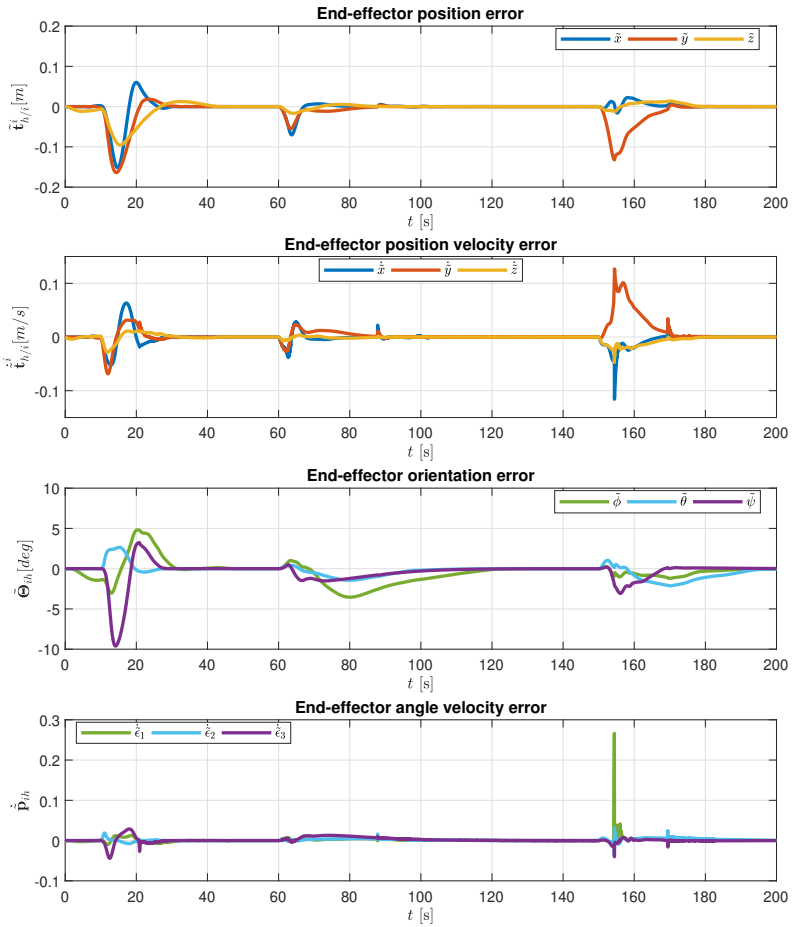 End-effector position error
x̃ ỹ z̃
0.2
0.1
0
-0.1
-0.2
t̃ⁱ_{h/i}[m]
0 20 40 60 80 100 120 140 160 180 200
t [s]
End-effector position velocity error
ẋ̃ ẏ̃ ż̃
0.1
0
-0.1
ṫ̃ⁱ_{h/i}[m/s]
0 20 40 60 80 100 120 140 160 180 200
t [s]
End-effector orientation error
ϕ̃ θ̃ ψ̃
10
5
0
-5
-10
Θ̃_{ih}[deg]
0 20 40 60 80 100 120 140 160 180 200
t [s]
End-effector angle velocity error
ϵ̃̇₁ ϵ̃̇₂ ϵ̃̇₃
0.3
0.2
0.1
0
-0.1
ṗ̃_{ih}
0 20 40 60 80 100 120 140 160 180 200
t [s]